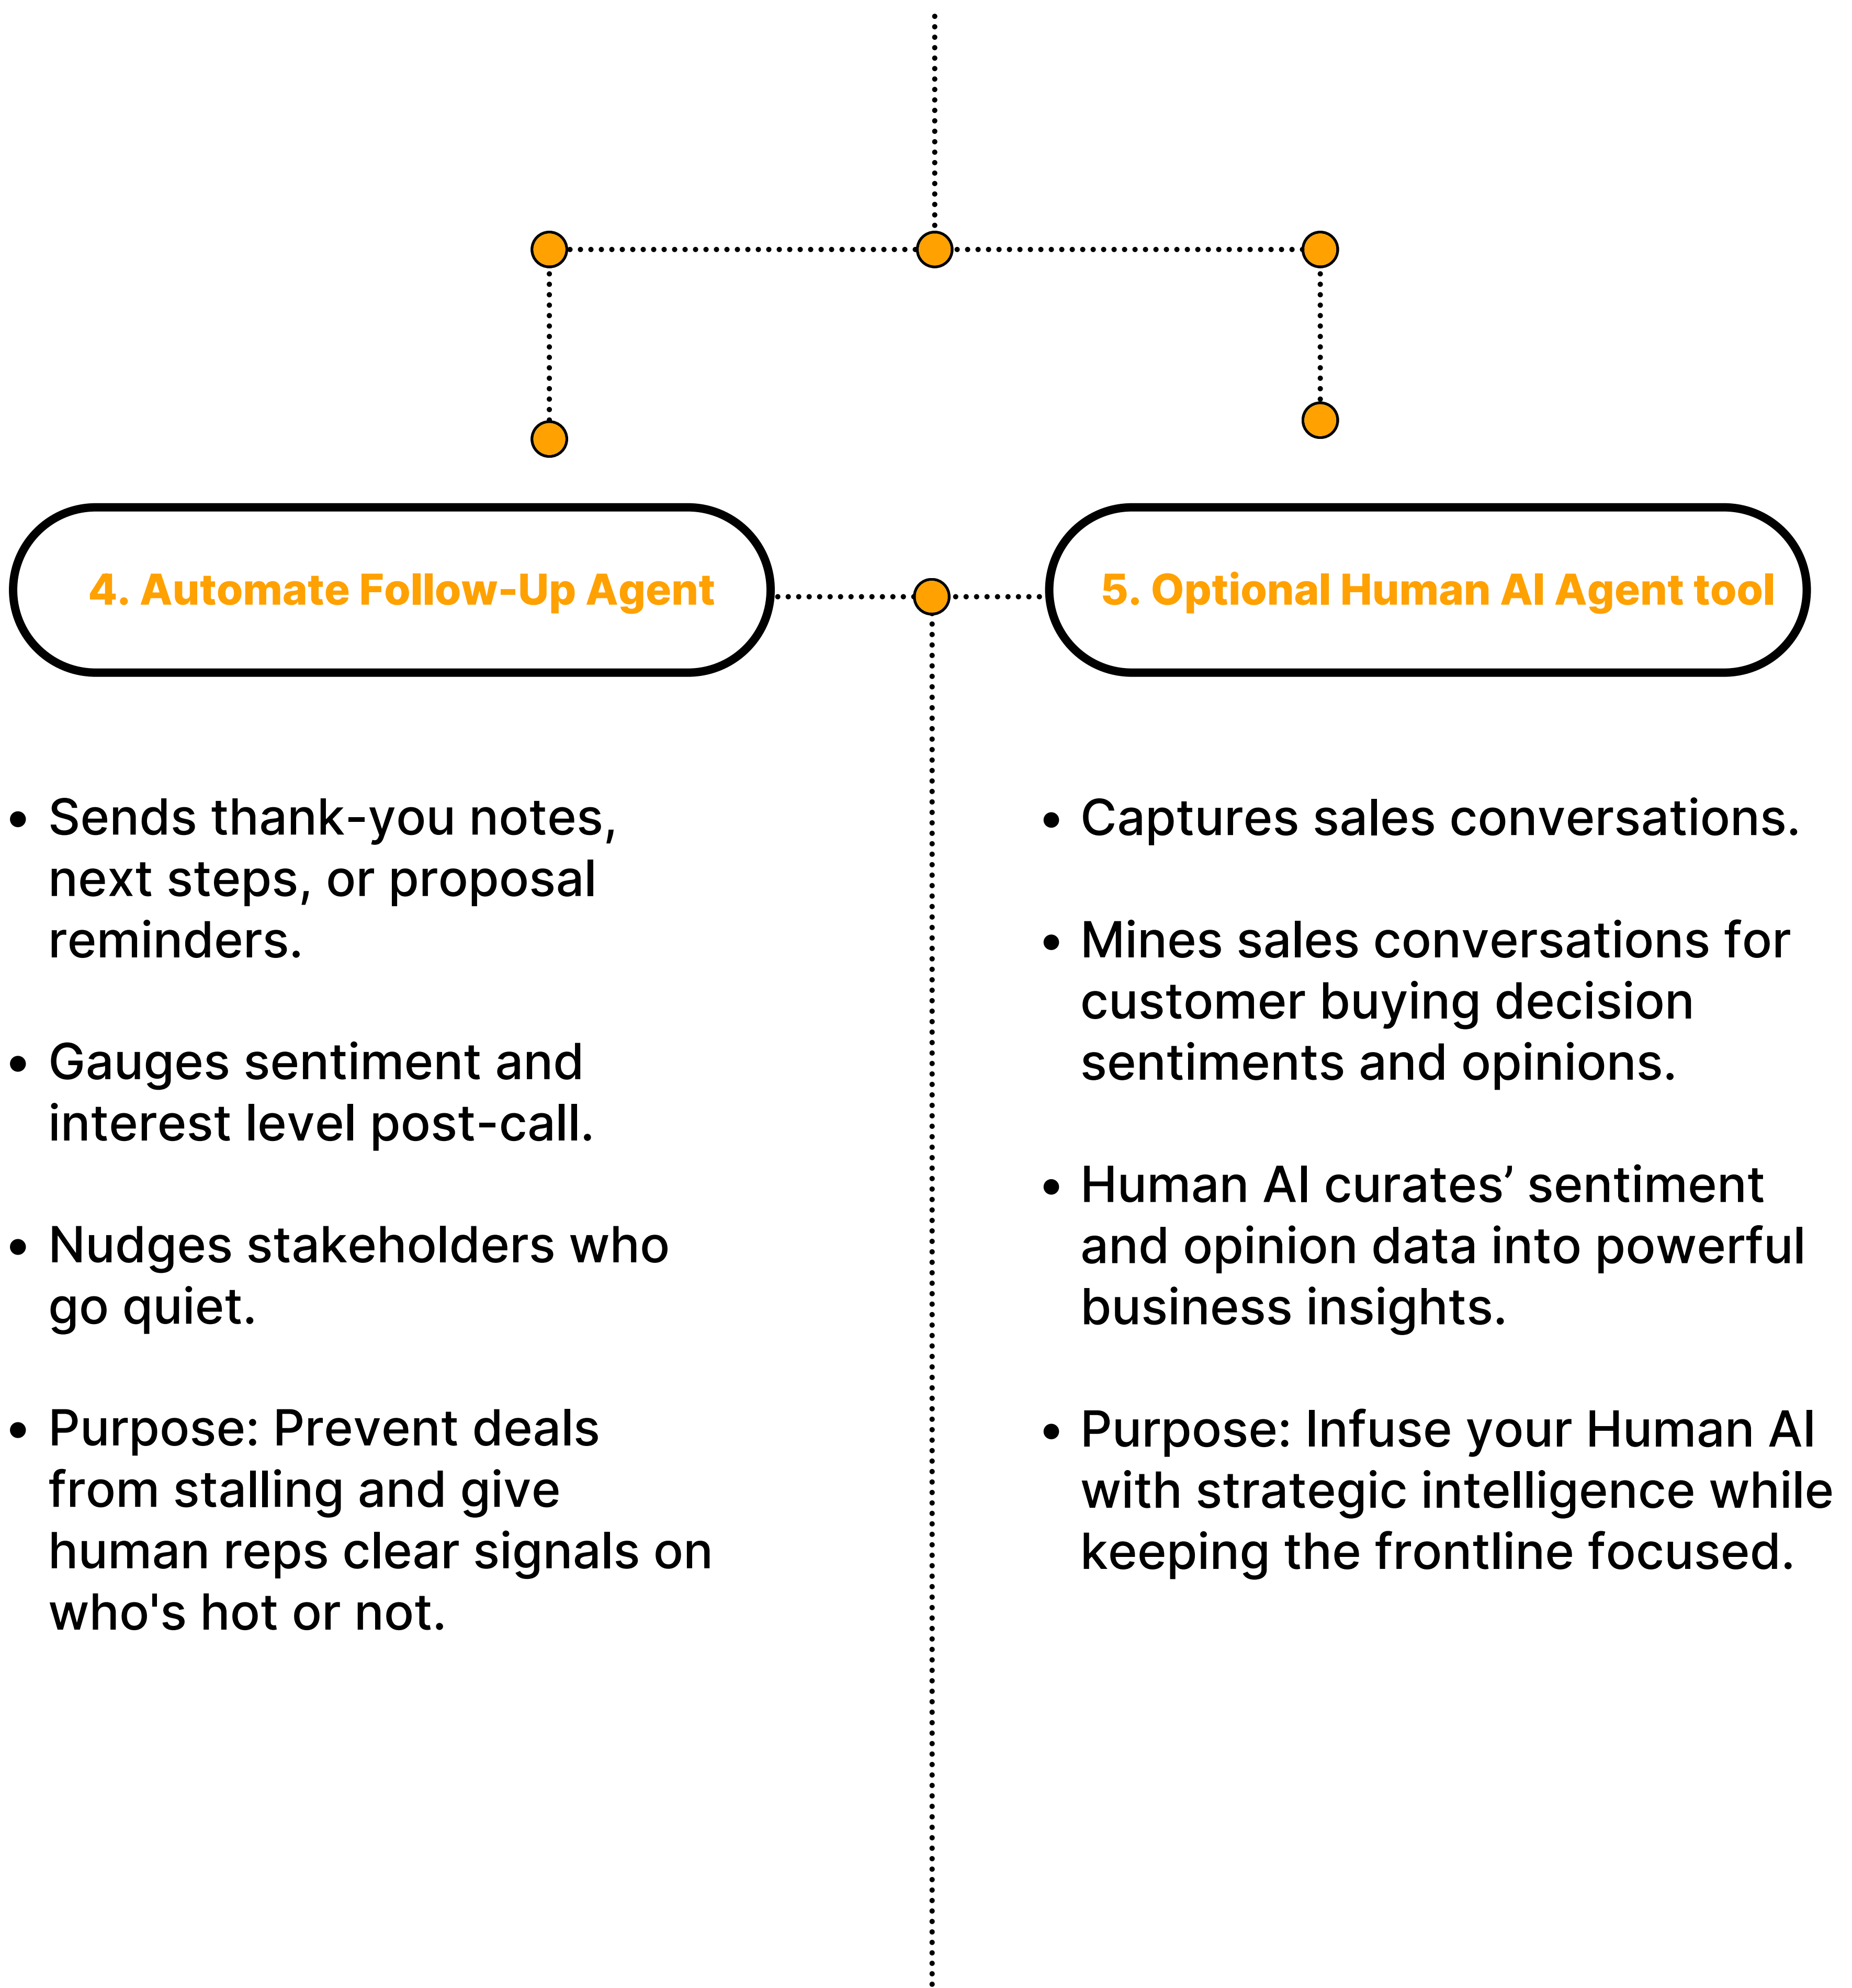 4. Automate Follow-Up Agent
• Sends thank-you notes,
next steps, or proposal
reminders.
• Gauges sentiment and
interest level post-call.
• Nudges stakeholders who
go quiet.
• Purpose: Prevent deals
from stalling and give
human reps clear signals on
who's hot or not.
5. Optional Human AI Agent tool
• Captures sales conversations.
• Mines sales conversations for
customer buying decision
sentiments and opinions.
• Human AI curates’ sentiment
and opinion data into powerful
business insights.
• Purpose: Infuse your Human AI
with strategic intelligence while
keeping the frontline focused.